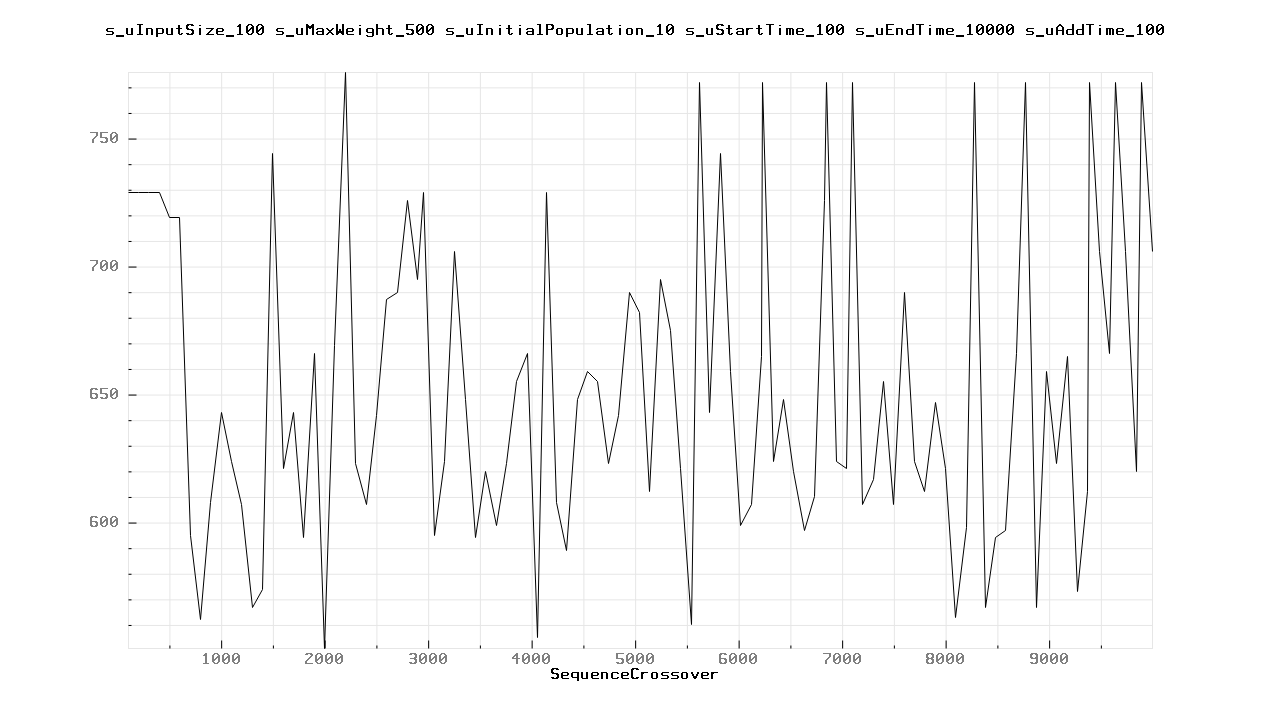 s_uInputSize_100 s_uMaxWeight_500 s_uInitialPopulation_10 s_uStartTime_100 s_uEndTime_10000 s_uAddTime_100
750
700
650
600
1000 2000 3000 4000 5000 6000 7000 8000 9000
SequenceCrossover